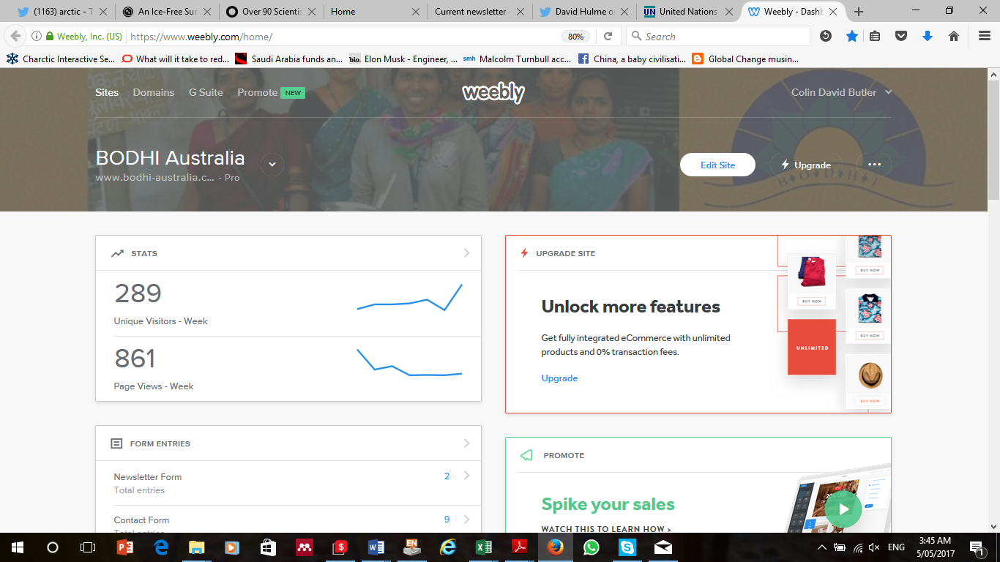 (1163) arctic - T
An Ice-Free Sur
Over 90 Scientis
Home
Current newsletter -
David Hulme o
United Nations
Weebly - Dashb
Weebly, Inc. (US)
https://www.weebly.com/home/
80%
Search
Charctic Interactive Se...
What will it take to red...
Saudi Arabia funds an...
bio.
Elon Musk - Engineer, ...
smh
Malcolm Turnbull acc...
China, a baby civilisati...
Global Change musin...
Sites
Domains
G Suite
Promote
NEW
weebly
Colin David Butler
BODHI Australia
www.bodhi-australia.c... - Pro
Edit Site
Upgrade
B O D H I
STATS
289
Unique Visitors - Week
861
Page Views - Week
FORM ENTRIES
Newsletter Form
2
Total entries
Contact Form
9
Total entries
UPGRADE SITE
Unlock more features
Get fully integrated eCommerce with unlimited
products and 0% transaction fees.
Upgrade
BUY NOW
BUY NOW
BUY NOW
UNLIMITED
BUY NOW
PROMOTE
Spike your sales
WATCH THIS TO LEARN HOW >
ENG
3:45 AM
5/05/2017
1